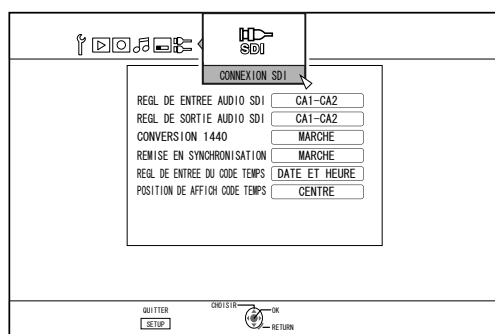 SDI
CONNEXION SDI
REGL DE ENTREE AUDIO SDI CA1-CA2
REGL DE SORTIE AUDIO SDI CA1-CA2
CONVERSION 1440 MARCHE
REMISE EN SYNCHRONISATION MARCHE
REGL DE ENTREE DU CODE TEMPS DATE ET HEURE
POSITION DE AFFICH CODE TEMPS CENTRE
QUITTER CHOISIR OK
SETUP RETURN